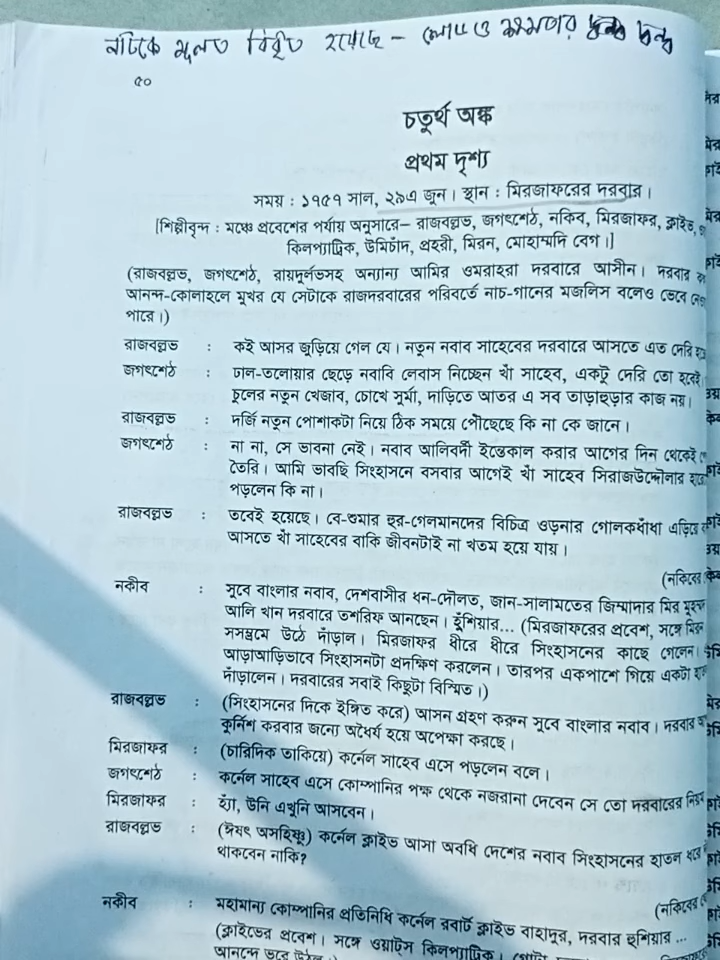 নাটকে মূলত বিবৃত হয়েছে - লোভ ও ক্ষমতার দ্বন্দ্ব
৫০
চতুর্থ অঙ্ক
প্রথম দৃশ্য
সময় : ১৭৫৭ সাল, ২৯এ জুন। স্থান : মিরজাফরের দরবার।
[শিল্পীবৃন্দ : মঞ্চে প্রবেশের পর্যায় অনুসারে– রাজবল্লভ, জগৎশেঠ, নকিব, মিরজাফর, ক্লাইভ,
কিলপ্যাট্রিক, উমিচাঁদ, প্রহরী, মিরন, মোহাম্মদি বেগ।]
(রাজবল্লভ, জগৎশেঠ, রায়দুর্লভসহ অন্যান্য আমির ওমরাহরা দরবারে আসীন। দরবার
আনন্দ-কোলাহলে মুখর যে সেটাকে রাজদরবারের পরিবর্তে নাচ-গানের মজলিস বলেও ভেবে
পারে।)
রাজবল্লভ : কই আসর জুড়িয়ে গেল যে। নতুন নবাব সাহেবের দরবারে আসতে এত দেরি
জগৎশেঠ : ঢাল-তলোয়ার ছেড়ে নবাবি লেবাস নিচ্ছেন খাঁ সাহেব, একটু দেরি তো হবেই।
চুলের নতুন খেজাব, চোখে সুর্মা, দাড়িতে আতর এ সব তাড়াহুড়ার কাজ নয়।
রাজবল্লভ : দর্জি নতুন পোশাকটা নিয়ে ঠিক সময়ে পৌঁছেছে কি না কে জানে।
জগৎশেঠ : না না, সে ভাবনা নেই। নবাব আলিবর্দী ইন্তেকাল করার আগের দিন থেকেই
তৈরি। আমি ভাবছি সিংহাসনে বসবার আগেই খাঁ সাহেব সিরাজউদ্দৌলার
পড়লেন কি না।
রাজবল্লভ : তবেই হয়েছে। বে-শুমার হুর-গেলমানদের বিচিত্র ওড়নার গোলকধাঁধা এড়িয়ে
আসতে খাঁ সাহেবের বাকি জীবনটাই না খতম হয়ে যায়।
(নকিবের
নকীব : সুবে বাংলার নবাব, দেশবাসীর ধন-দৌলত, জান-সালামতের জিম্মাদার মির
আলি খান দরবারে তশরিফ আনছেন। হুঁশিয়ার... (মিরজাফরের প্রবেশ, সঙ্গে
সসম্ভ্রমে উঠে দাঁড়াল। মিরজাফর ধীরে ধীরে সিংহাসনের কাছে গেলেন।
আড়াআড়িভাবে সিংহাসনটা প্রদক্ষিণ করলেন। তারপর একপাশে গিয়ে একটা
দাঁড়ালেন। দরবারের সবাই কিছুটা বিস্মিত।)
রাজবল্লভ : (সিংহাসনের দিকে ইঙ্গিত করে) আসন গ্রহণ করুন সুবে বাংলার নবাব। দরবার
কুর্নিশ করবার জন্যে অধৈর্য হয়ে অপেক্ষা করছে।
মিরজাফর : (চারিদিক তাকিয়ে) কর্নেল সাহেব এসে পড়লেন বলে।
জগৎশেঠ : কর্নেল সাহেব এসে কোম্পানির পক্ষ থেকে নজরানা দেবেন সে তো দরবারের
মিরজাফর : হ্যাঁ, উনি এখুনি আসবেন।
রাজবল্লভ : (ঈষৎ অসহিষ্ণু) কর্নেল ক্লাইভ আসা অবধি দেশের নবাব সিংহাসনের হাতল ধরে
থাকবেন নাকি?
(নকিবের
নকীব : মহামান্য কোম্পানির প্রতিনিধি কর্নেল রবার্ট ক্লাইভ বাহাদুর, দরবার হুশিয়ার ...
(ক্লাইভের প্রবেশ। সঙ্গে ওয়াট্‌স কিলপ্যাট্রিক।
আনন্দে ভরে